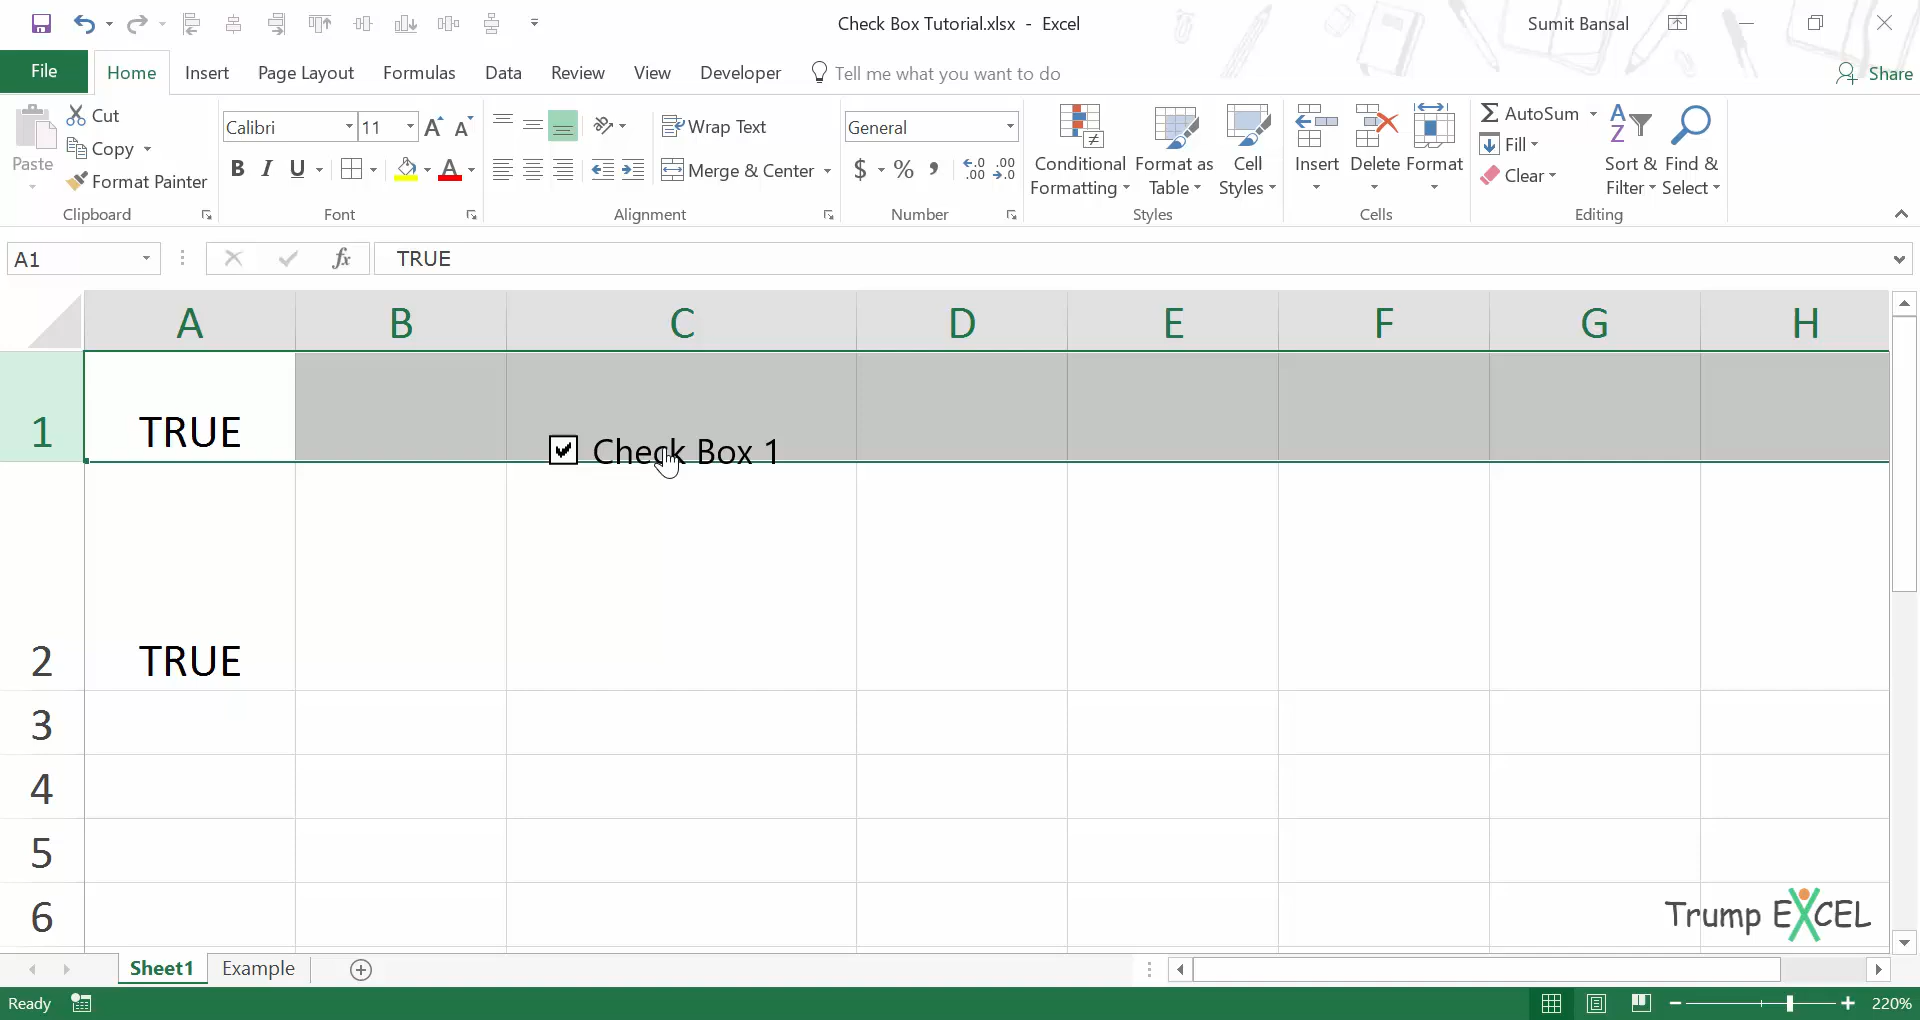 Check Box Tutorial.xlsx - Excel
Sumit Bansal
File Home Insert Page Layout Formulas Data Review View Developer Tell me what you want to do Share
Paste
Cut
Copy
Format Painter
Clipboard
Calibri 11
B I U A
Font
Wrap Text
Merge & Center
Alignment
General
$ % ,
Number
Conditional Formatting
Format as Table
Cell Styles
Styles
Insert Delete Format
Cells
AutoSum
Fill
Clear
Sort & Filter
Find & Select
Editing
A1 fx TRUE
A B C D E F G H
1 TRUE Check Box 1
2 TRUE
3
4
5
6
Trump EXCEL
Sheet1 Example
Ready 220%